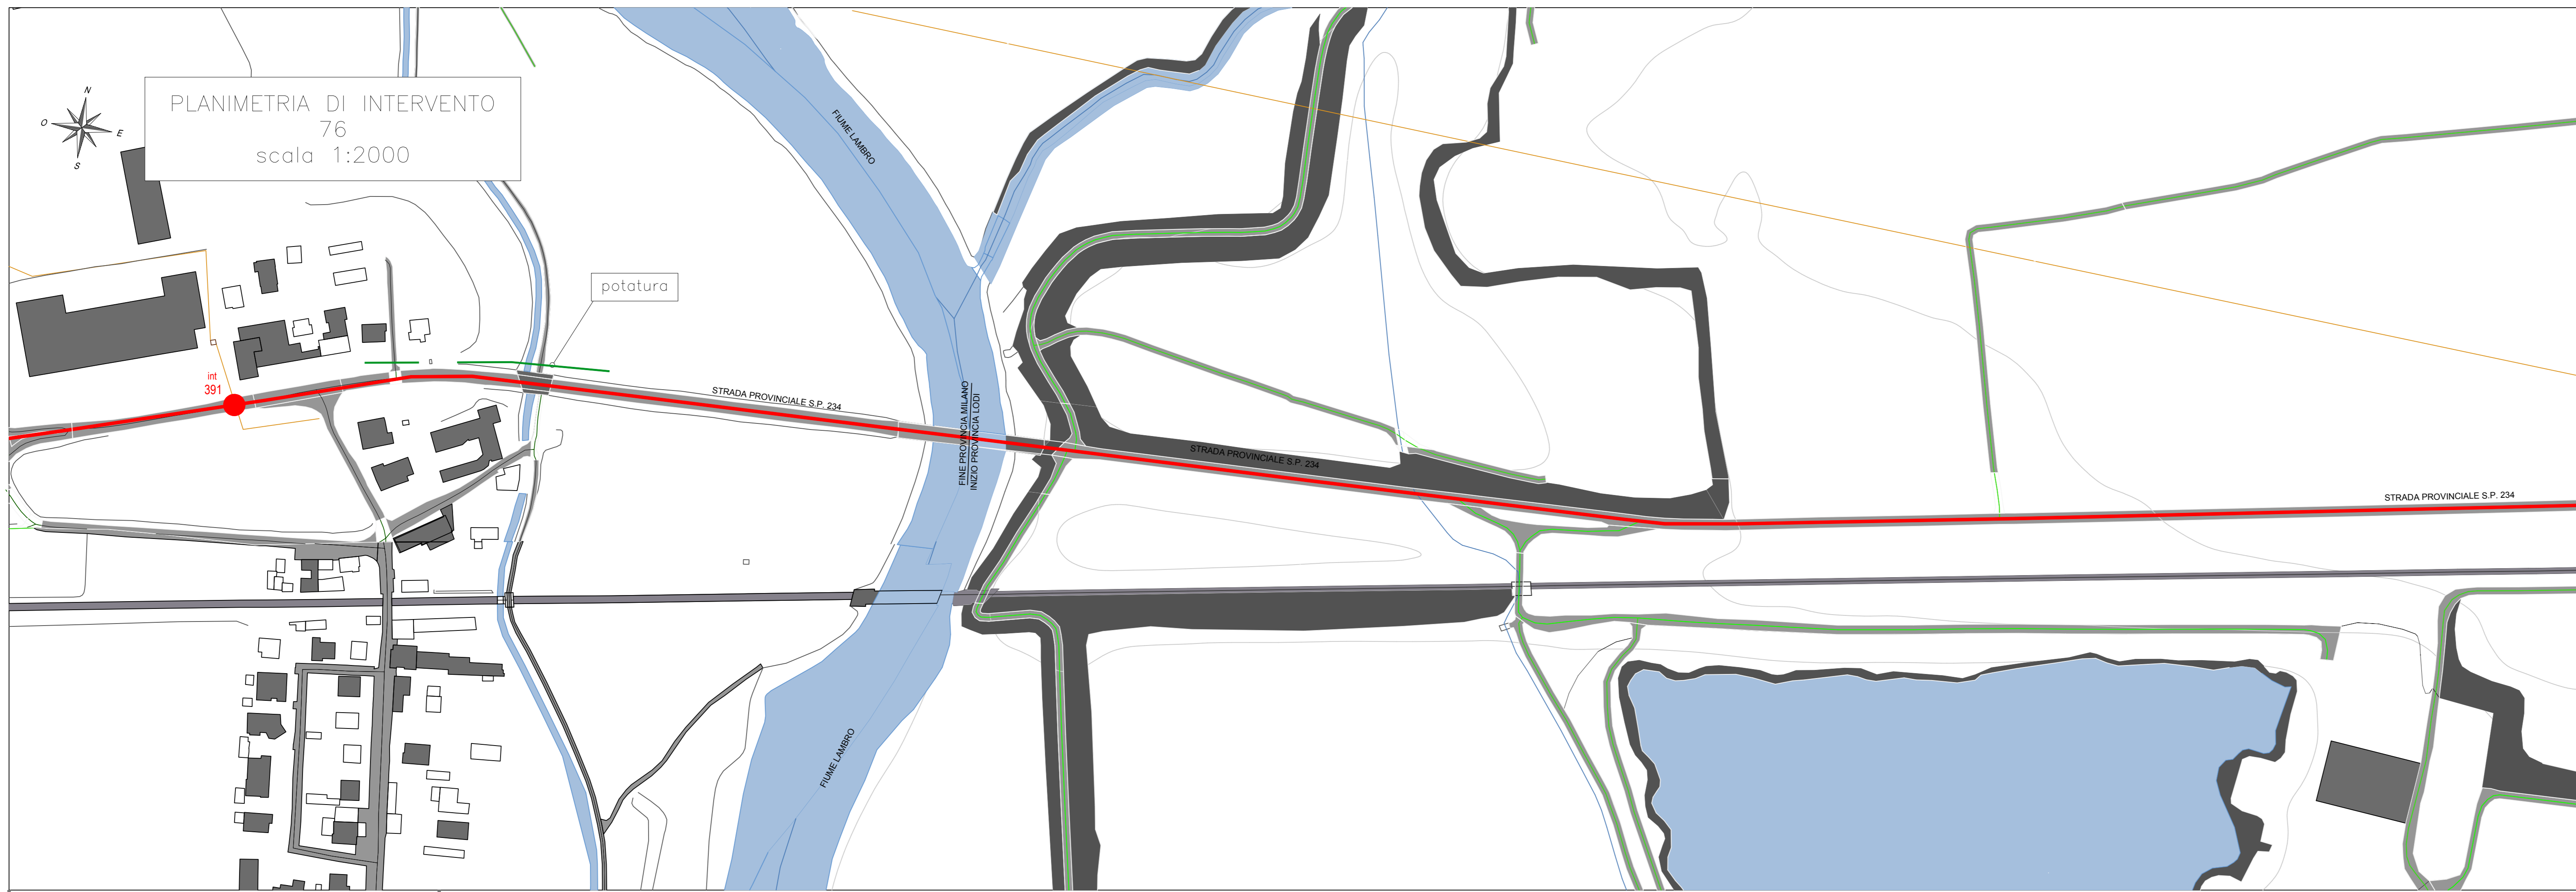 PLANIMETRIA DI INTERVENTO
76
scala 1:2000
N
O
E
S
FIUME LAMBRO
potatura
int
391
STRADA PROVINCIALE S.P. 234
FINE PROVINCIA MILANO
INIZIO PROVINCIA LODI
STRADA PROVINCIALE S.P. 234
STRADA PROVINCIALE S.P. 234
FIUME LAMBRO